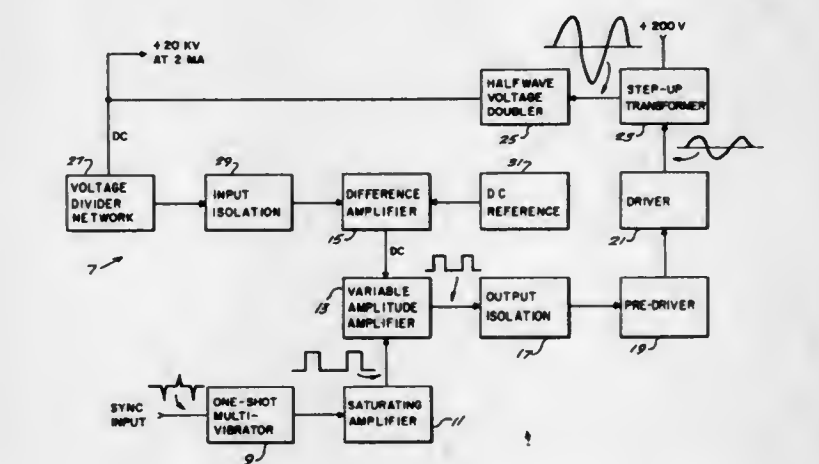 + 200 V
+20 KV
AT 2 MA
HALFWAVE
VOLTAGE
DOUBLER
25
STEP-UP
TRANSFORMER
23
DC
27
VOLTAGE
DIVIDER
NETWORK
7
29
INPUT
ISOLATION
DIFFERENCE
AMPLIFIER
15
31
DC
REFERENCE
DRIVER
21
DC
13
VARIABLE
AMPLITUDE
AMPLIFIER
OUTPUT
ISOLATION
17
PRE-DRIVER
19
SYNC
INPUT
ONE-SHOT
MULTI-
VIBRATOR
9
SATURATING
AMPLIFIER
11